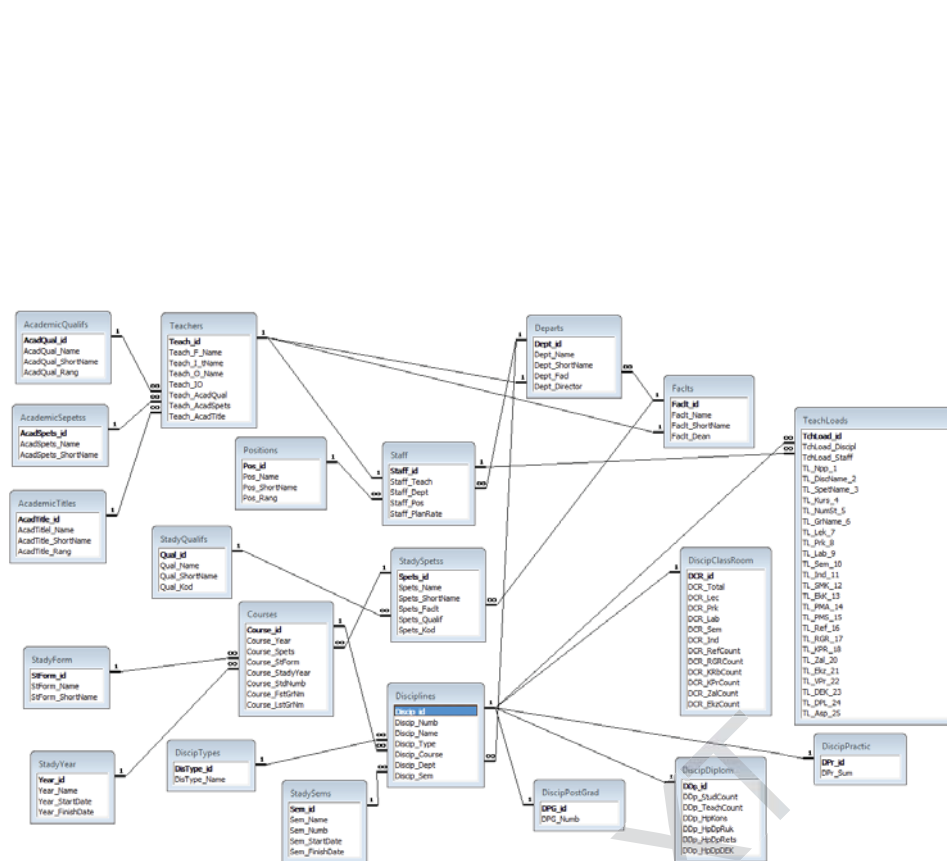 AcademicQualifs
AcadQual_id
AcadQual_Name
AcadQual_ShortName
AcadQual_Rang
AcademicSepetss
AcadSpets_id
AcadSpets_Name
AcadSpets_ShortName
AcademicTitles
AcadTitle_id
AcadTitlel_Name
AcadTitle_ShortName
AcadTitle_Rang
Teachers
Teach_id
Teach_F_Name
Teach_I_tName
Teach_O_Name
Teach_IO
Teach_AcadQual
Teach_AcadSpets
Teach_AcadTitle
Positions
Pos_id
Pos_Name
Pos_ShortName
Pos_Rang
Staff
Staff_id
Staff_Teach
Staff_Dept
Staff_Pos
Staff_PlanRate
Departs
Dept_id
Dept_Name
Dept_ShortName
Dept_Facl
Dept_Director
Faclts
Faclt_id
Faclt_Name
Faclt_ShortName
Faclt_Dean
TeachLoads
TchLoad_id
TchLoad_Discipl
TchLoad_Staff
TL_Npp_1
TL_DiscName_2
TL_SpetName_3
TL_Kurs_4
TL_NumSt_5
TL_GrName_6
TL_Lek_7
TL_Prk_8
TL_Lab_9
TL_Sem_10
TL_Ind_11
TL_SMK_12
TL_EkK_13
TL_PMA_14
TL_PMS_15
TL_Ref_16
TL_RGR_17
TL_KPR_18
TL_Zal_20
TL_Ekz_21
TL_VPr_22
TL_DEK_23
TL_DPL_24
TL_Asp_25
StadyQualifs
Qual_id
Qual_Name
Qual_ShortName
Qual_Kod
StadySpetss
Spets_id
Spets_Name
Spets_ShortName
Spets_Faclt
Spets_Qualif
Spets_Kod
DiscipClassRoom
DCR_id
DCR_Total
DCR_Lec
DCR_Prk
DCR_Lab
DCR_Sem
DCR_Ind
DCR_RefCount
DCR_RGRCount
DCR_KRbCount
DCR_KPrCount
DCR_ZalCount
DCR_EkzCount
Courses
Course_id
Course_Year
Course_Spets
Course_StForm
Course_StadyYear
Course_StdNumb
Course_FstGrNm
Course_LstGrNm
StadyForm
StForm_id
StForm_Name
StForm_ShortName
Disciplines
Discip_id
Discip_Numb
Discip_Name
Discip_Type
Discip_Course
Discip_Dept
Discip_Sem
StadyYear
Year_id
Year_Name
Year_StartDate
Year_FinishDate
DiscipTypes
DisType_id
DisType_Name
StadySems
Sem_id
Sem_Name
Sem_Numb
Sem_StartDate
Sem_FinishDate
DiscipPostGrad
DPG_id
DPG_Numb
DiscipDiplom
DDp_id
DDp_StudCount
DDp_TeachCount
DDp_HpKons
DDp_HpDpRuk
DDp_HpDpRets
DDp_HpDpDEK
DiscipPractic
DPr_id
DPr_Sum